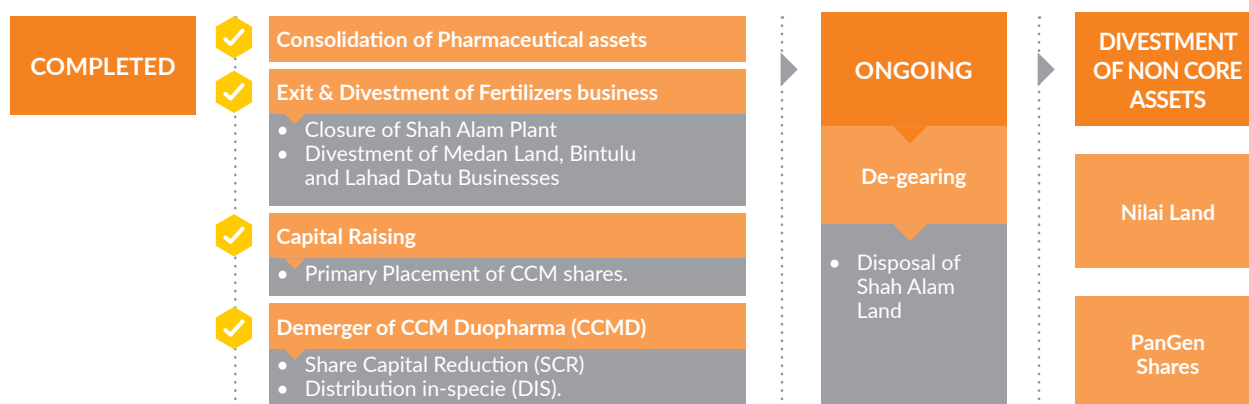 COMPLETED
Consolidation of Pharmaceutical assets
Exit & Divestment of Fertilizers business
• Closure of Shah Alam Plant
• Divestment of Medan Land, Bintulu
and Lahad Datu Businesses
Capital Raising
• Primary Placement of CCM shares.
Demerger of CCM Duopharma (CCMD)
• Share Capital Reduction (SCR)
• Distribution in-specie (DIS).
ONGOING
De-gearing
• Disposal of
Shah Alam
Land
DIVESTMENT
OF NON CORE
ASSETS
Nilai Land
PanGen
Shares